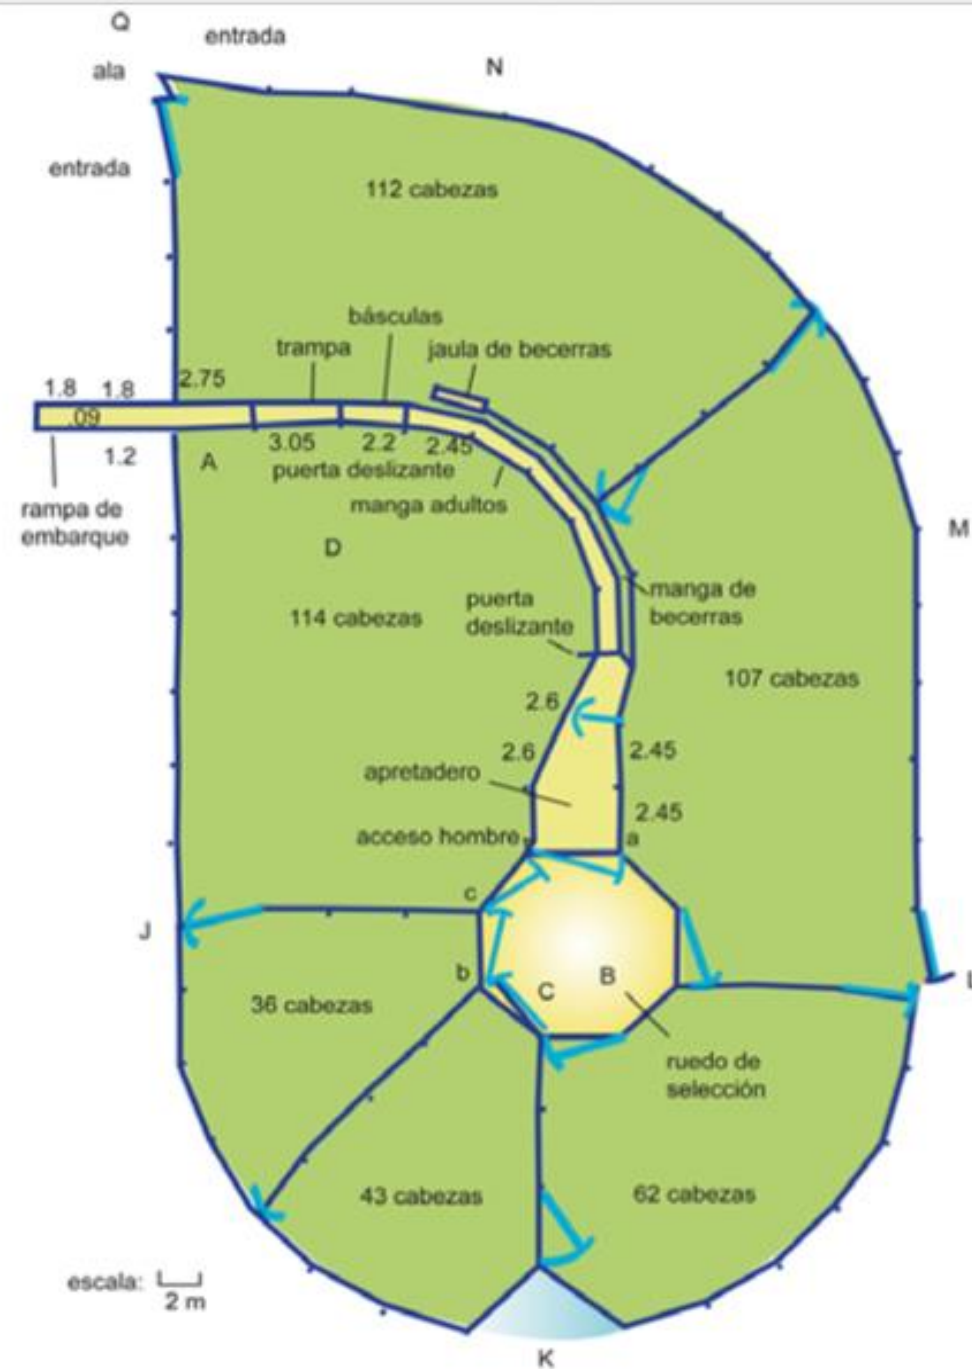 Q
entrada
ala
N
entrada
112 cabezas
básculas
trampa
jaula de becerras
1.8
1.8
2.75
.09
1.2
A
3.05
2.2
2.45
puerta deslizante
manga adultos
rampa de
embarque
D
M
114 cabezas
puerta
deslizante
manga de
becerras
107 cabezas
2.6
2.6
2.45
apretadero
2.45
acceso hombre
a
c
J
b
C
B
L
36 cabezas
ruedo de
selección
43 cabezas
62 cabezas
escala:
2 m
K